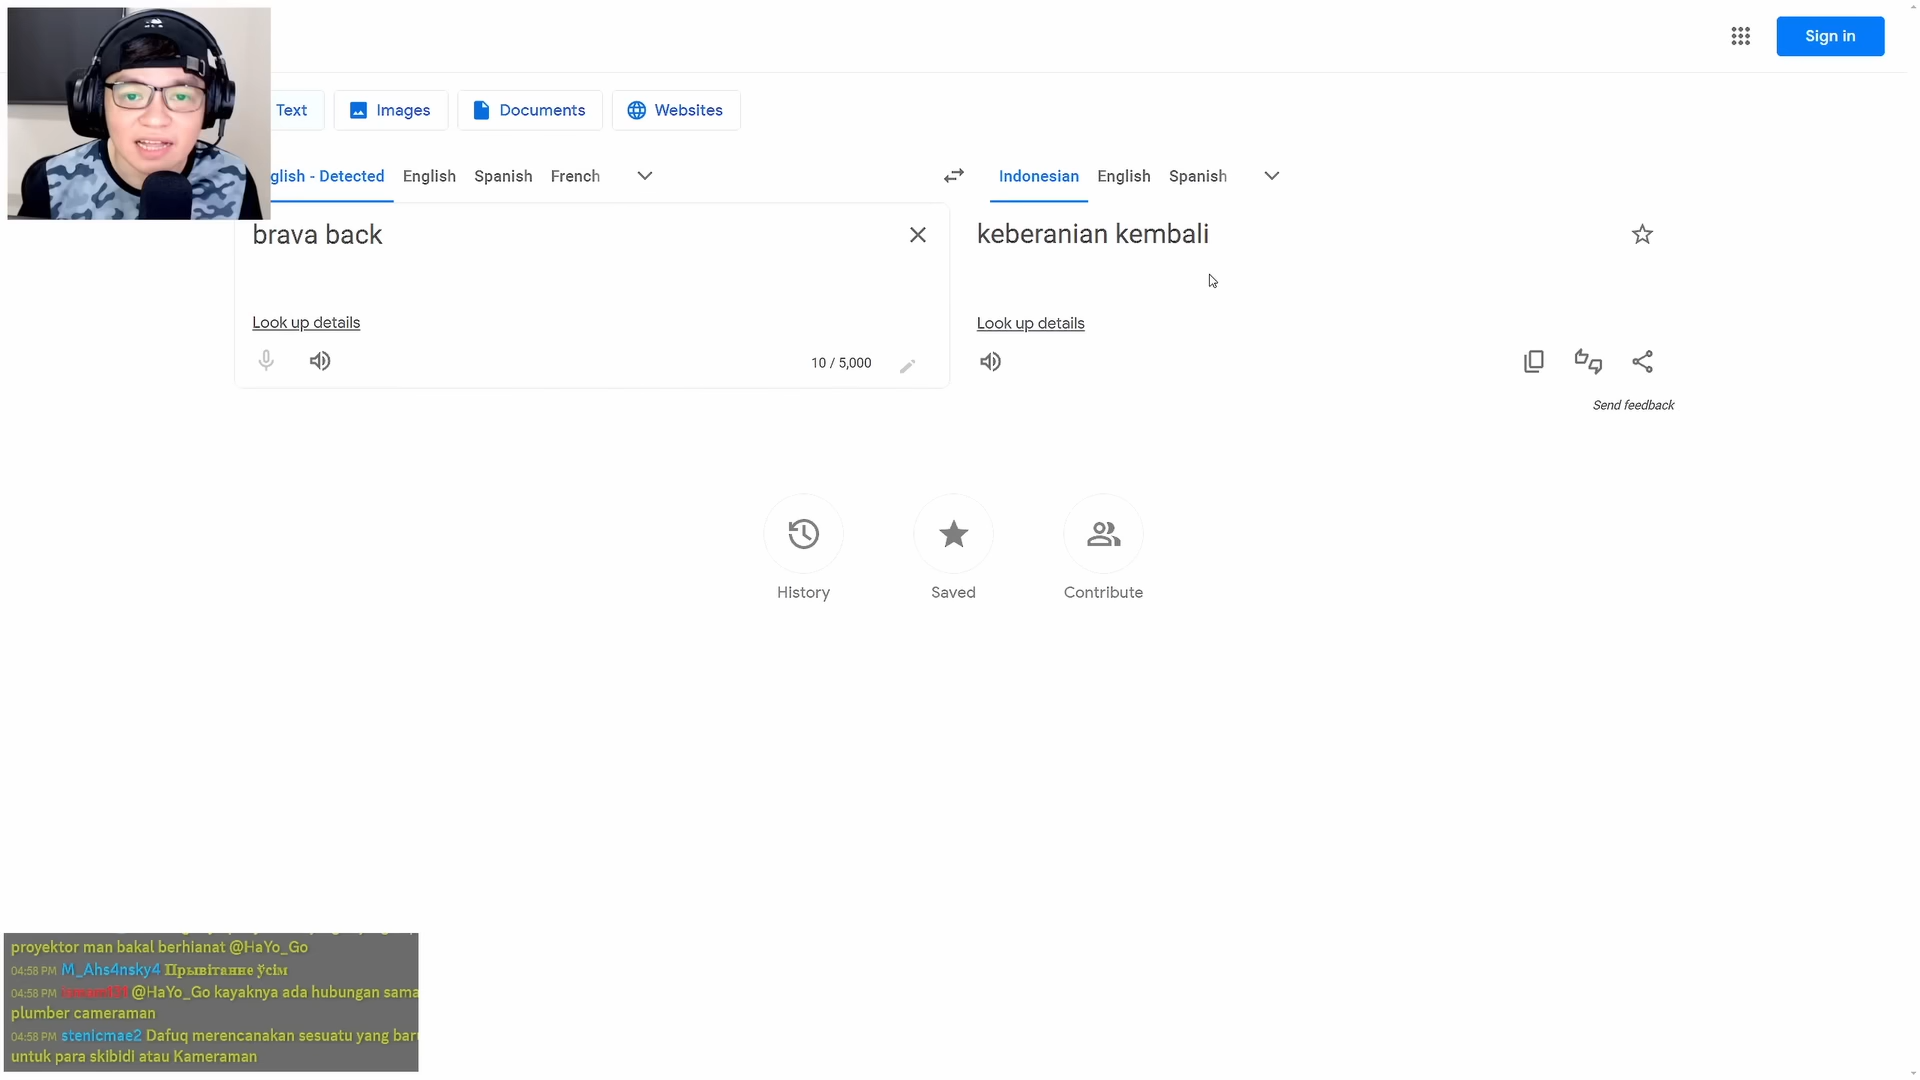 Sign in
Text
Images
Documents
Websites
glish - Detected
English
Spanish
French
Indonesian
English
Spanish
brava back
keberanian kembali
Look up details
Look up details
10 / 5,000
Send feedback
History
Saved
Contribute
proyektor man bakal berhianat @HaYo_Go
04:58 PM M_Ahs4nsky4 Прывітанне ўсім
04:58 PM @HaYo_Go kayaknya ada hubungan sama
plumber cameraman
04:58 PM stenicmae2 Dafuq merencanakan sesuatu yang bar
untuk para skibidi atau Kameraman